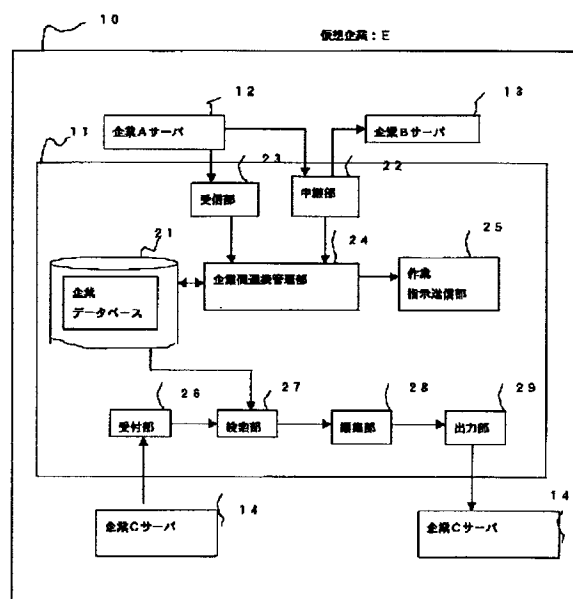 10
仮想企業:E
12
13
企業Aサーバ
企業Bサーバ
11
23
22
受信部
中継部
21
24
25
企業
データベース
企業間連接管理部
作業
指示送信部
26
27
28
29
受付部
検索部
編集部
出力部
14
14
企業Cサーバ
企業Cサーバ